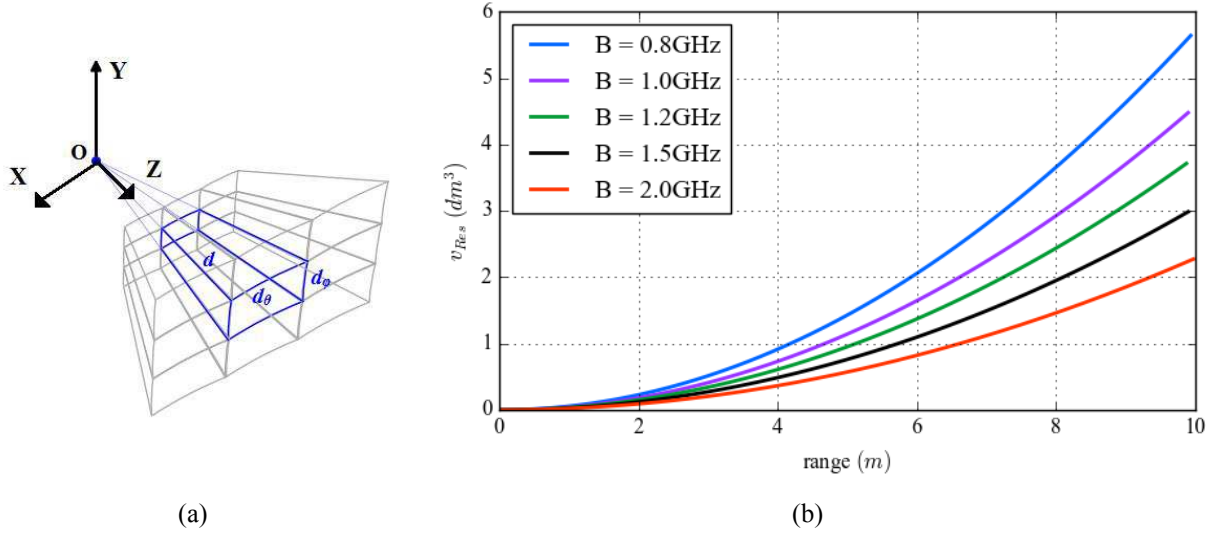 Y
O
X
Z
d
dθ
dφ
(a)
6
5
4
3
2
1
0
v_Res (dm³)
B = 0.8GHz
B = 1.0GHz
B = 1.2GHz
B = 1.5GHz
B = 2.0GHz
0 2 4 6 8 10
range (m)
(b)